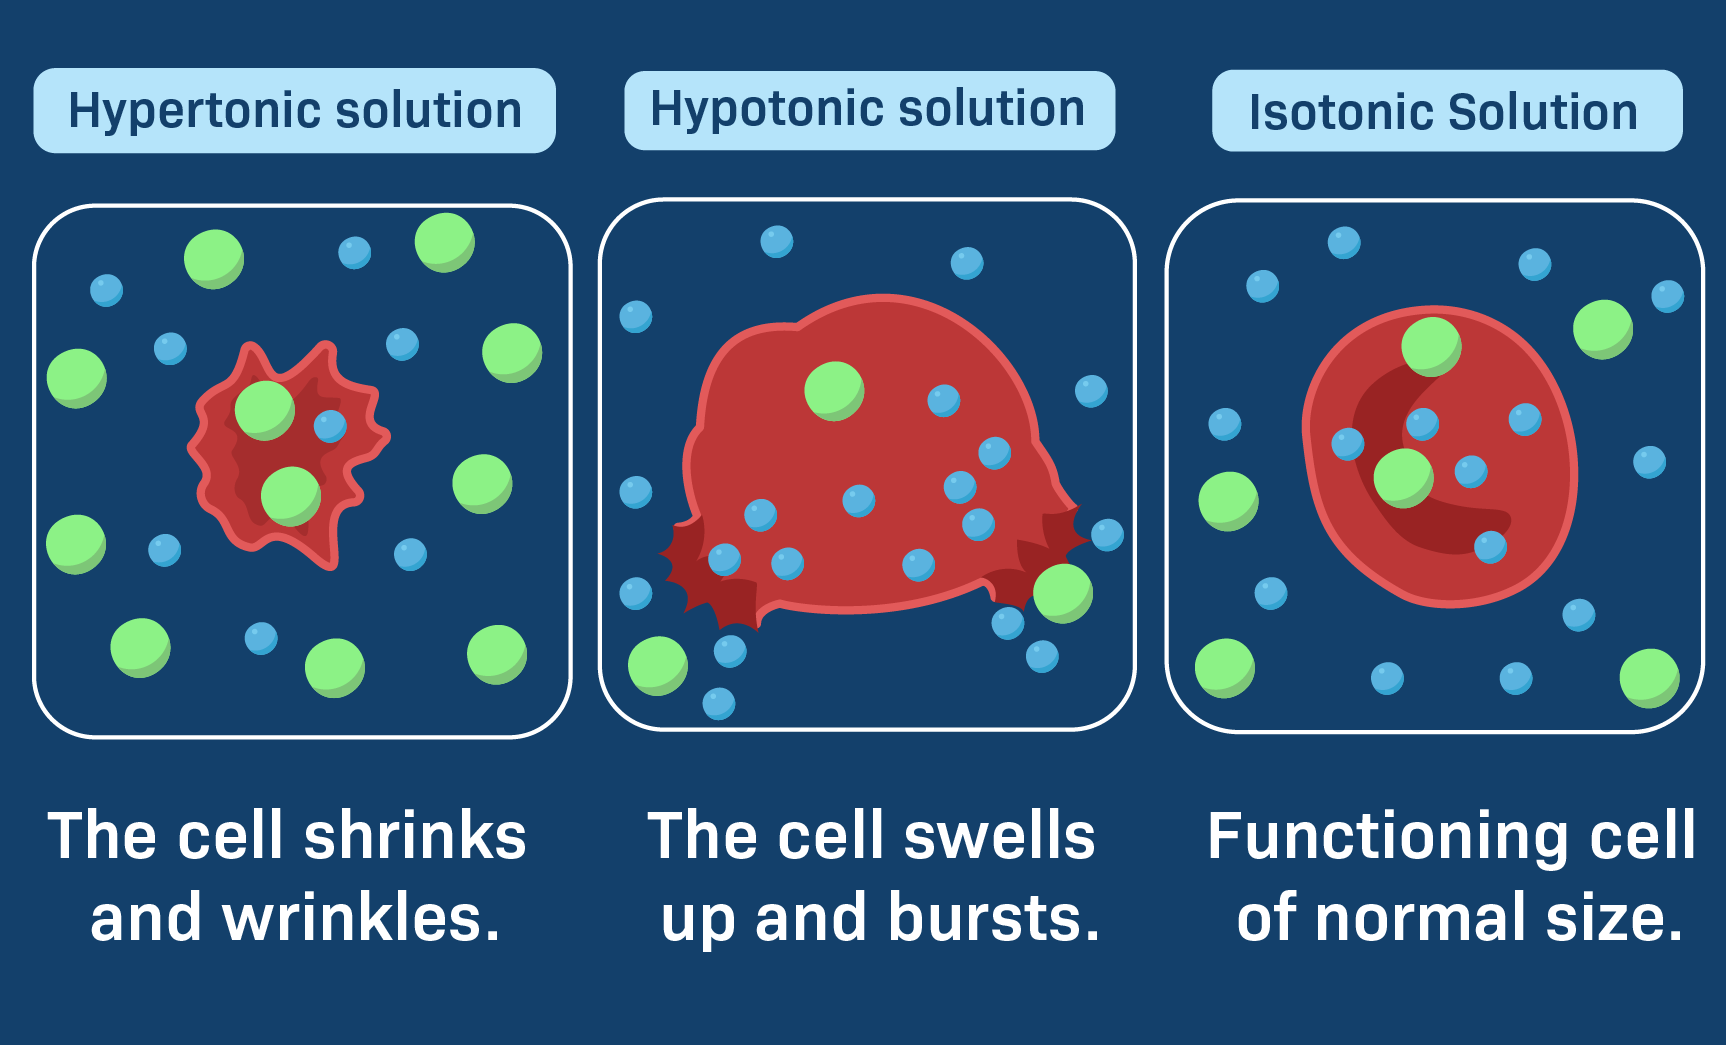 Hypertonic solution
Hypotonic solution
Isotonic Solution
The cell shrinks
and wrinkles.
The cell swells
up and bursts.
Functioning cell
of normal size.